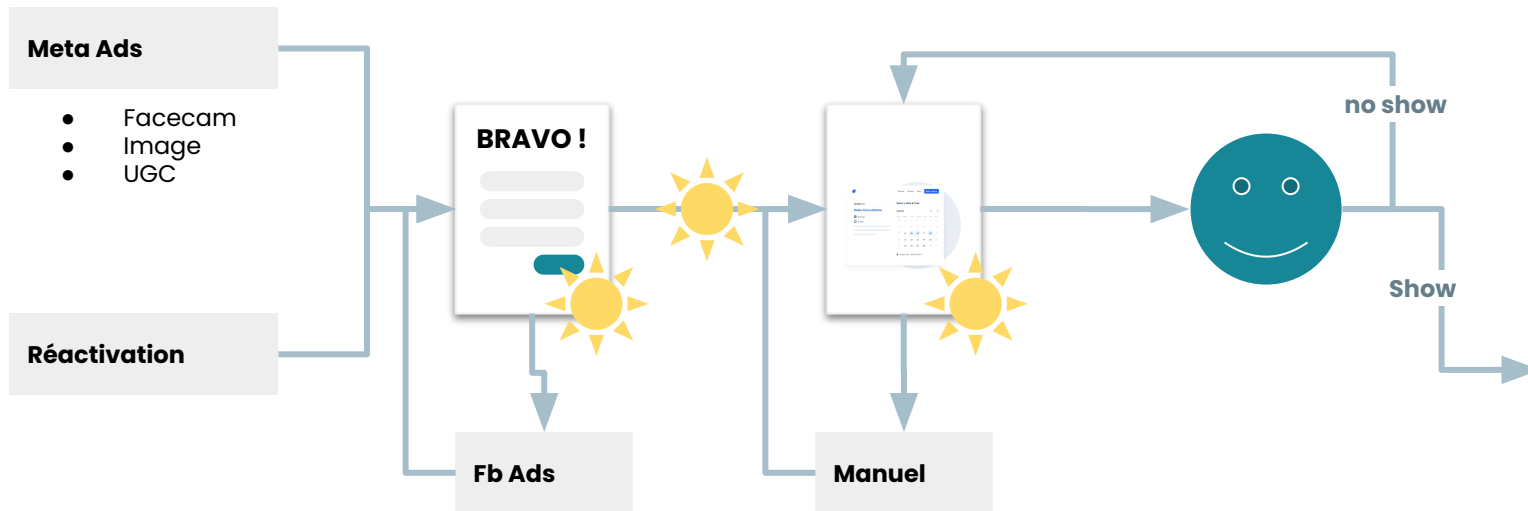 Meta Ads
● Facecam
● Image
● UGC
Réactivation
BRAVO !
Fb Ads
Manuel
no show
Show